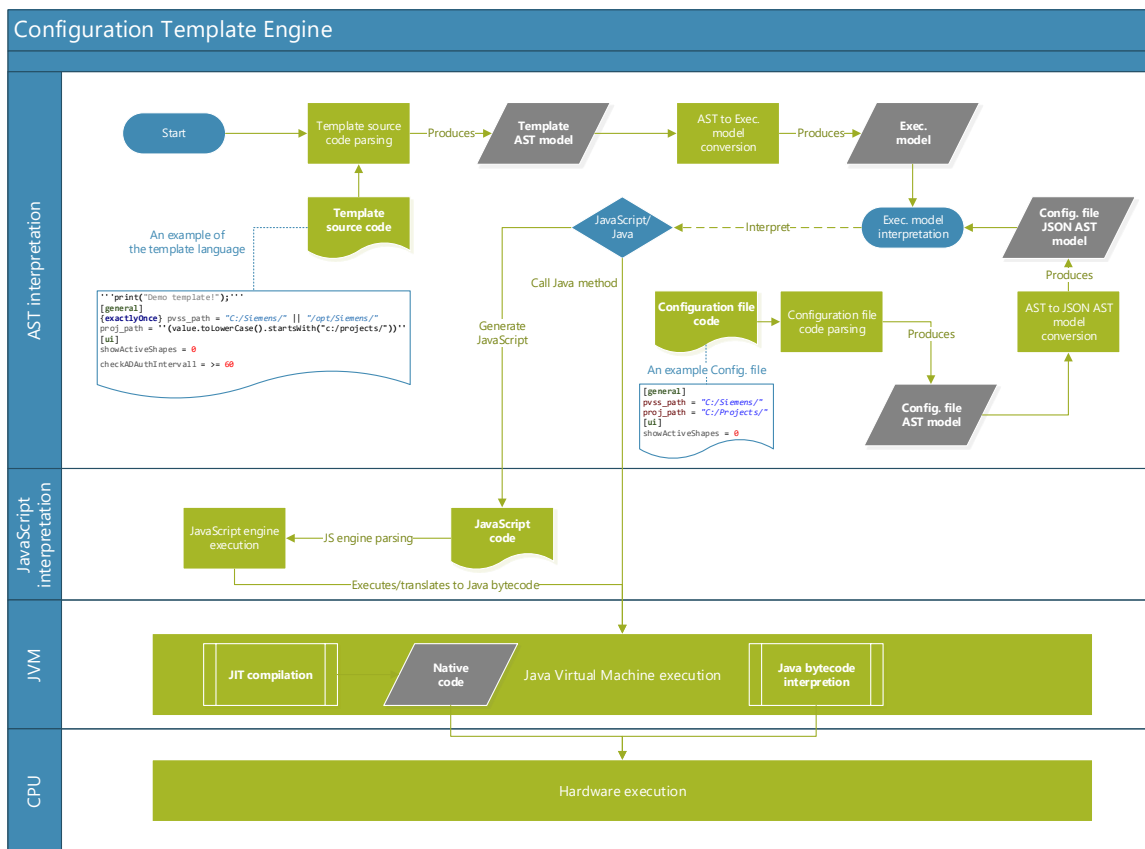 Configuration Template Engine
AST interpretation
Start
Template source
code parsing
Produces
Template
AST model
AST to Exec.
model
conversion
Produces
Exec.
model
Template
source code
An example of
the template language
'''print("Demo template!");'''
[general]
{exactlyOnce} pvss_path = "C:/Siemens/" || "/opt/Siemens/"
proj_path = ''(value.toLowerCase().startsWith("c:/projects/"))''
[ui]
showActiveShapes = 0
checkADAuthIntervall = >= 60
JavaScript/
Java
Interpret
Exec. model
interpretation
Config. file
JSON AST
model
Produces
Call Java method
Generate
JavaScript
Configuration file
code
Configuration file
code parsing
Produces
AST to JSON AST
model
conversion
An example Config. file
[general]
pvss_path = "C:/Siemens/"
proj_path = "C:/Projects/"
[ui]
showActiveShapes = 0
Config. file
AST model
JavaScript
interpretation
JavaScript engine
execution
JS engine parsing
JavaScript
code
Executes/translates to Java bytecode
JVM
JIT compilation
Native
code
Java Virtual Machine execution
Java bytecode
interpretion
CPU
Hardware execution